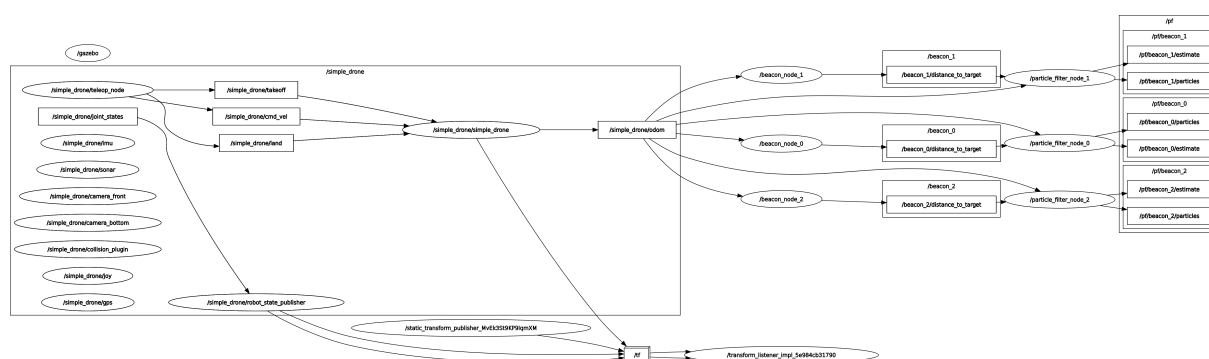 /gazebo
/simple_drone
/simple_drone/teleop_node
/simple_drone/takeoff
/simple_drone/joint_states
/simple_drone/cmd_vel
/simple_drone/imu
/simple_drone/land
/simple_drone/simple_drone
/simple_drone/odom
/simple_drone/sonar
/simple_drone/camera_front
/simple_drone/camera_bottom
/simple_drone/collision_plugin
/simple_drone/joy
/simple_drone/gps
/simple_drone/robot_state_publisher
/static_transform_publisher_MvEk3St9KP9iqmXM
/tf
/transform_listener_impl_5e984cb31790
/beacon_node_1
/beacon_1
/beacon_1/distance_to_target
/particle_filter_node_1
/beacon_node_0
/beacon_0
/beacon_0/distance_to_target
/particle_filter_node_0
/beacon_node_2
/beacon_2
/beacon_2/distance_to_target
/particle_filter_node_2
/pf
/pf/beacon_1
/pf/beacon_1/estimate
/pf/beacon_1/particles
/pf/beacon_0
/pf/beacon_0/particles
/pf/beacon_0/estimate
/pf/beacon_2
/pf/beacon_2/estimate
/pf/beacon_2/particles